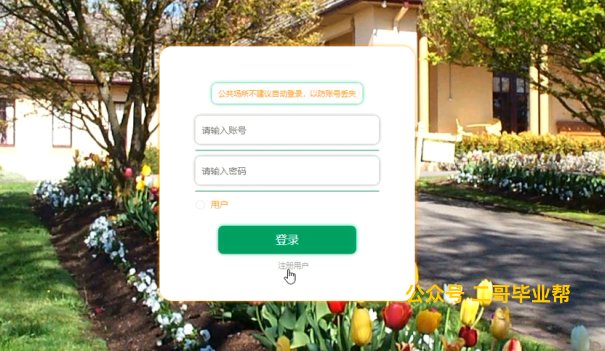 公共场所不建议自动登录，以防账号丢失
请输入账号
请输入密码
用户
登录
注册用户
公众号 工哥毕业帮